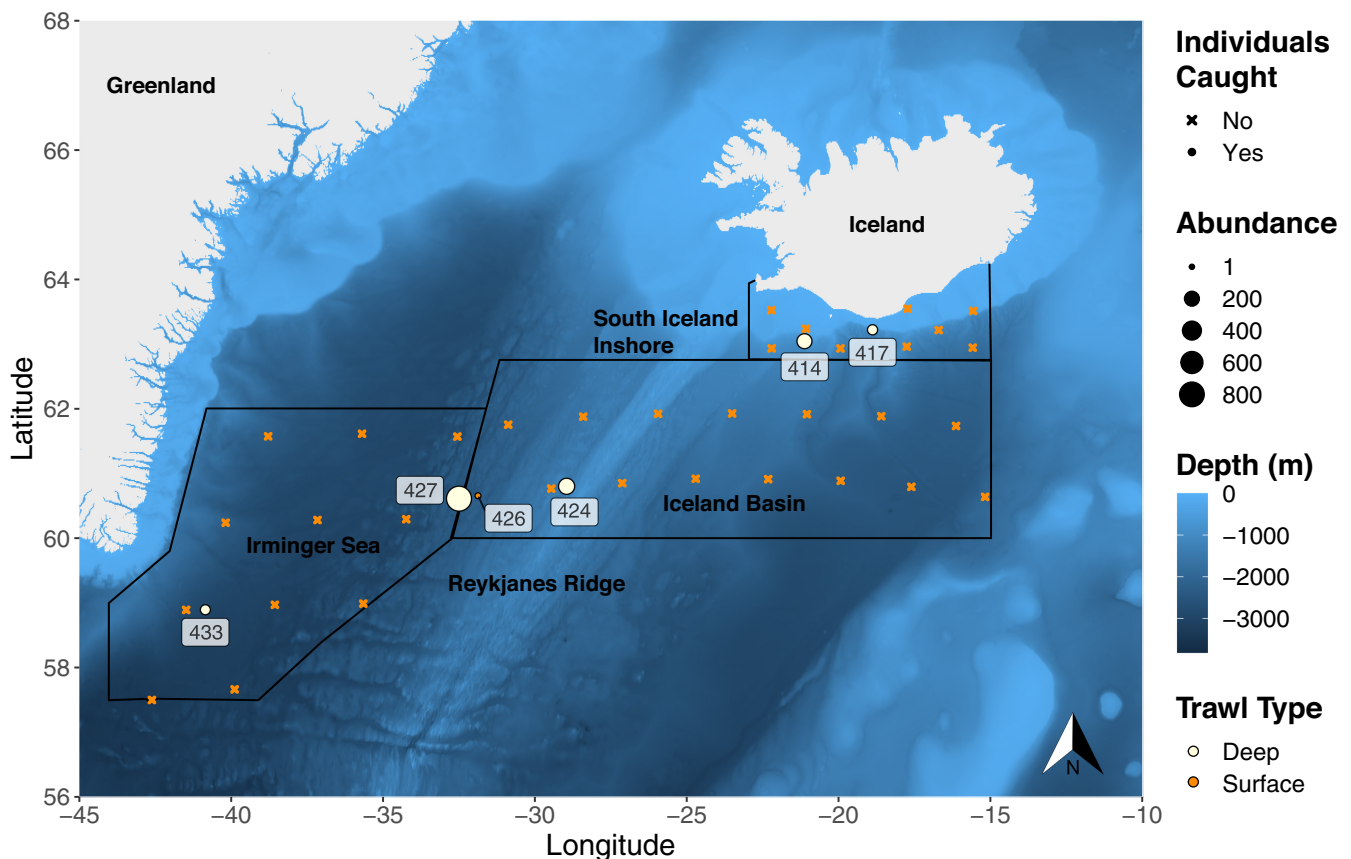 68
66
64
62
60
58
56
Latitude
−45
−40
−35
−30
−25
−20
−15
−10
Longitude
Greenland
Iceland
South Iceland
Inshore
414
417
427
426
424
Iceland Basin
Irminger Sea
Reykjanes Ridge
433
N
Individuals
Caught
No
Yes
Abundance
1
200
400
600
800
Depth (m)
0
−1000
−2000
−3000
Trawl Type
Deep
Surface